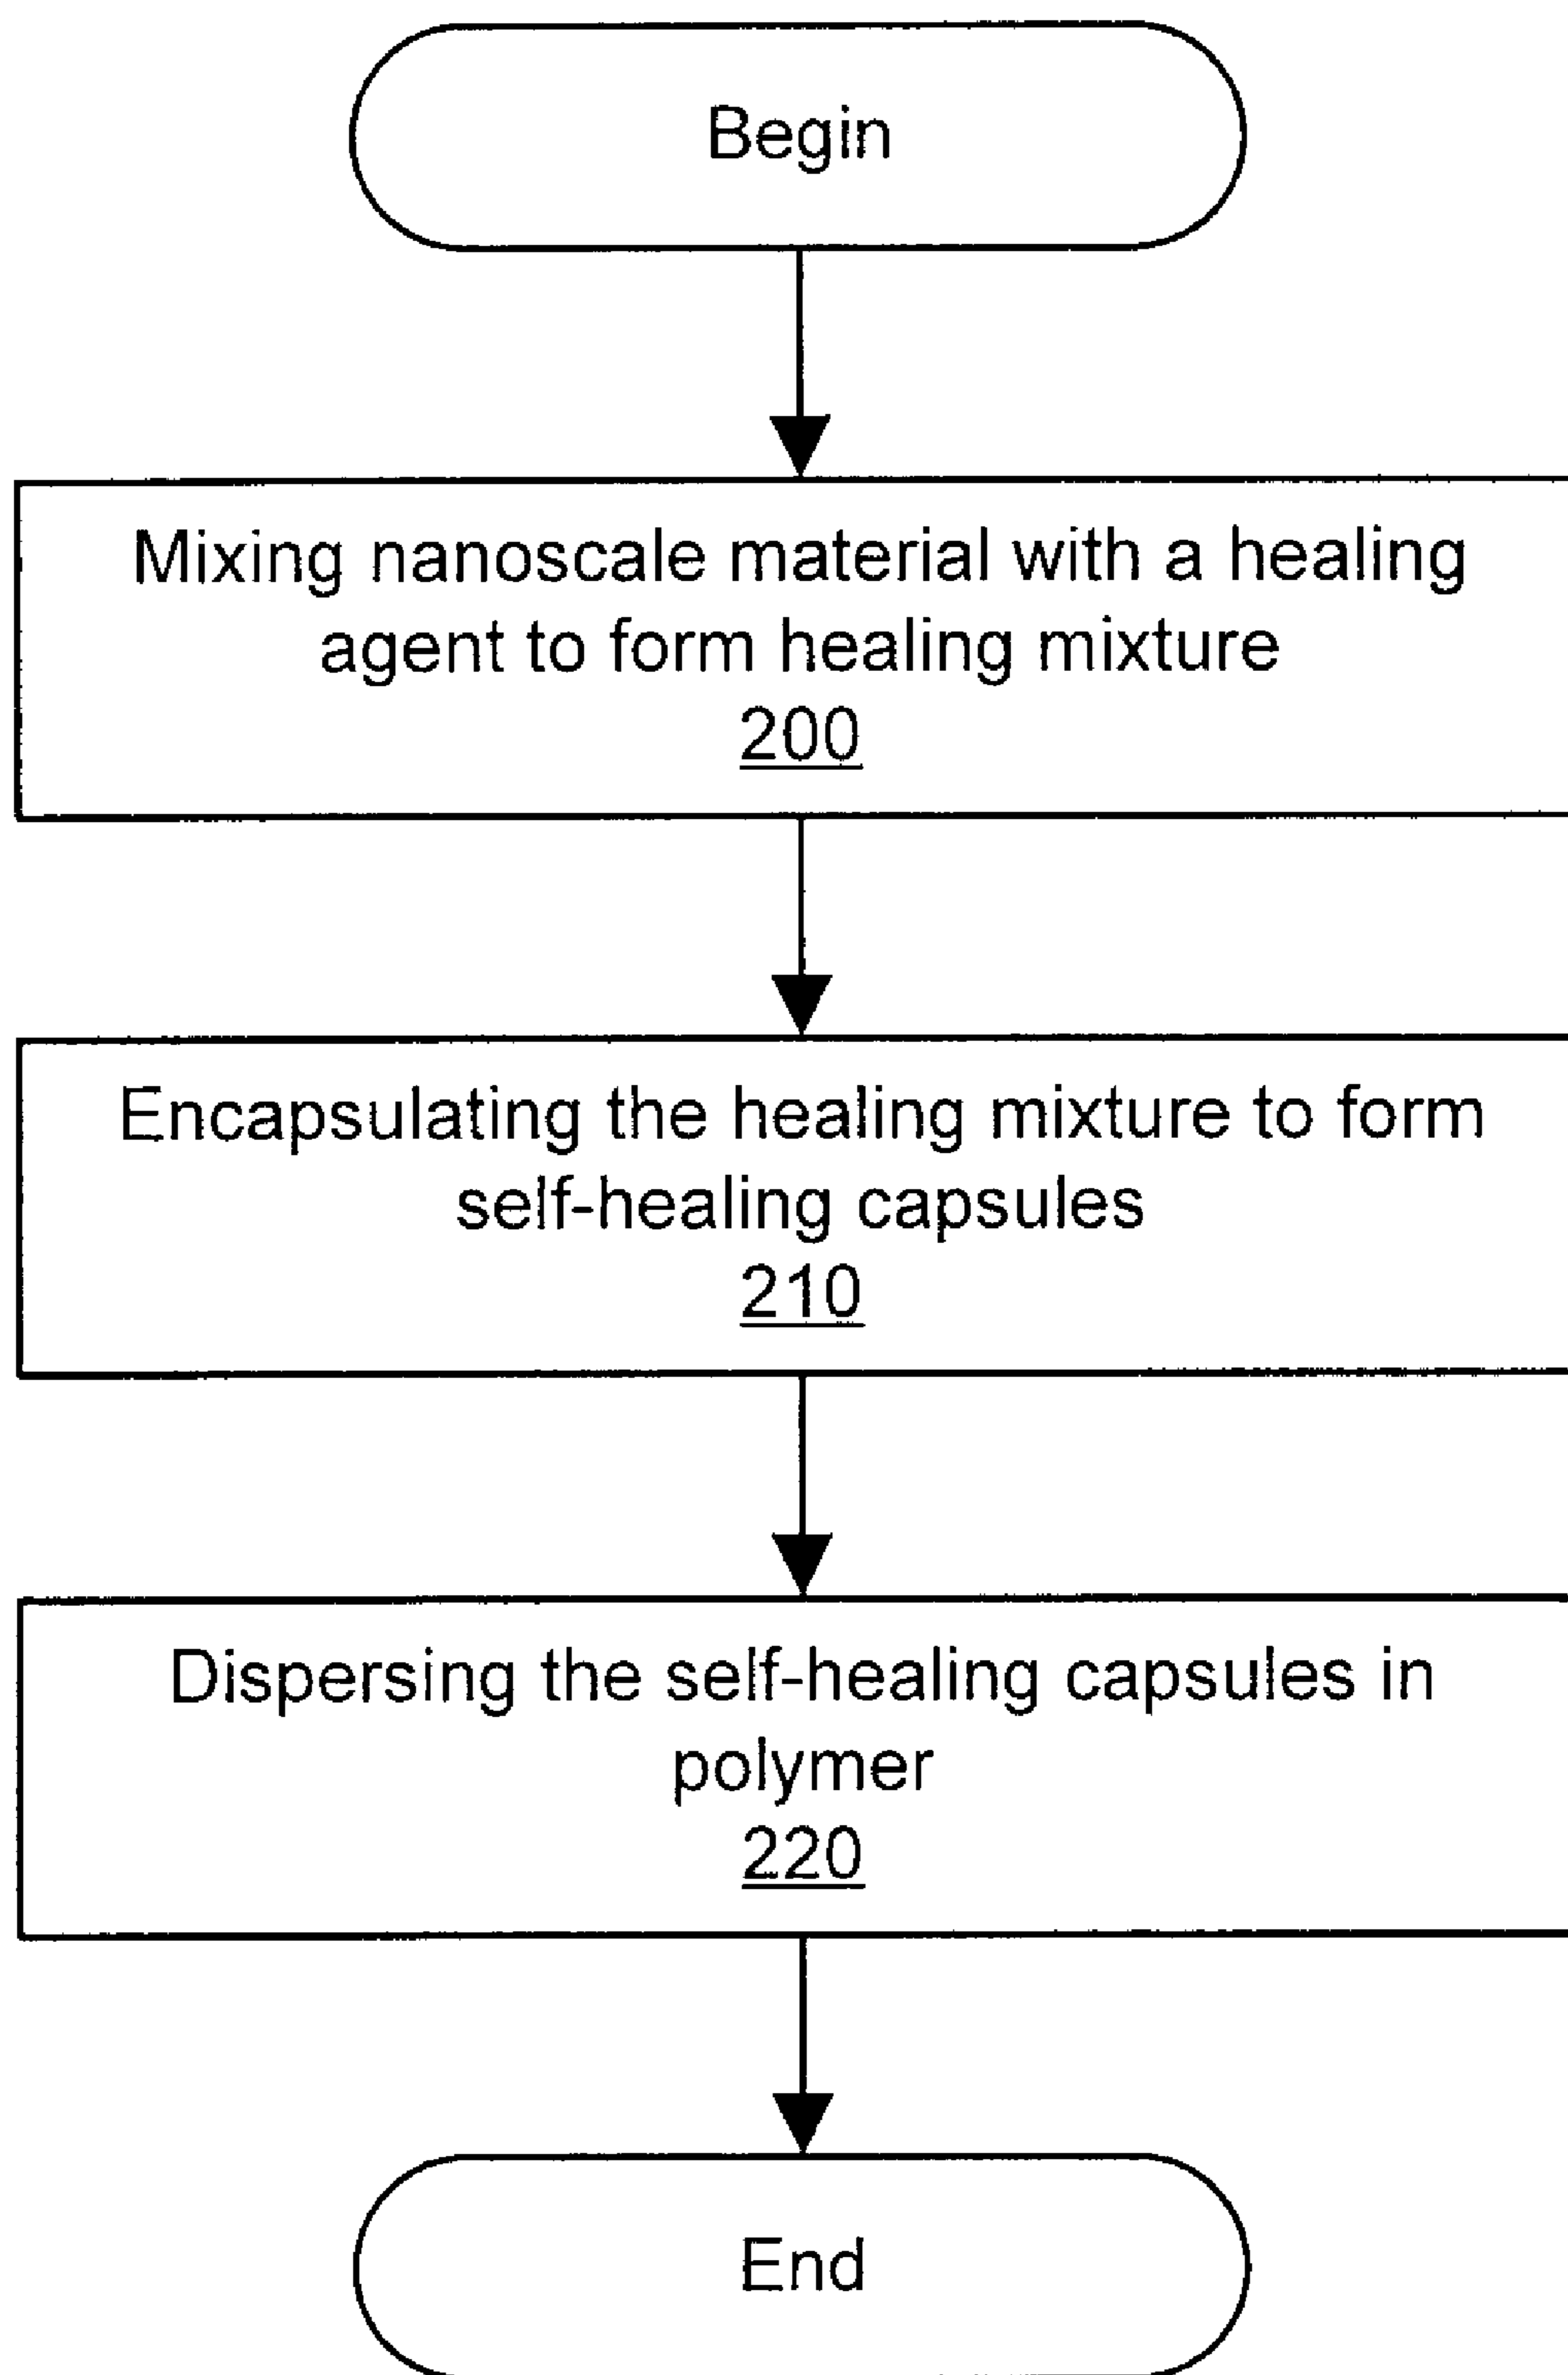 Begin
Mixing nanoscale material with a healing
agent to form healing mixture
200
Encapsulating the healing mixture to form
self-healing capsules
210
Dispersing the self-healing capsules in
polymer
220
End